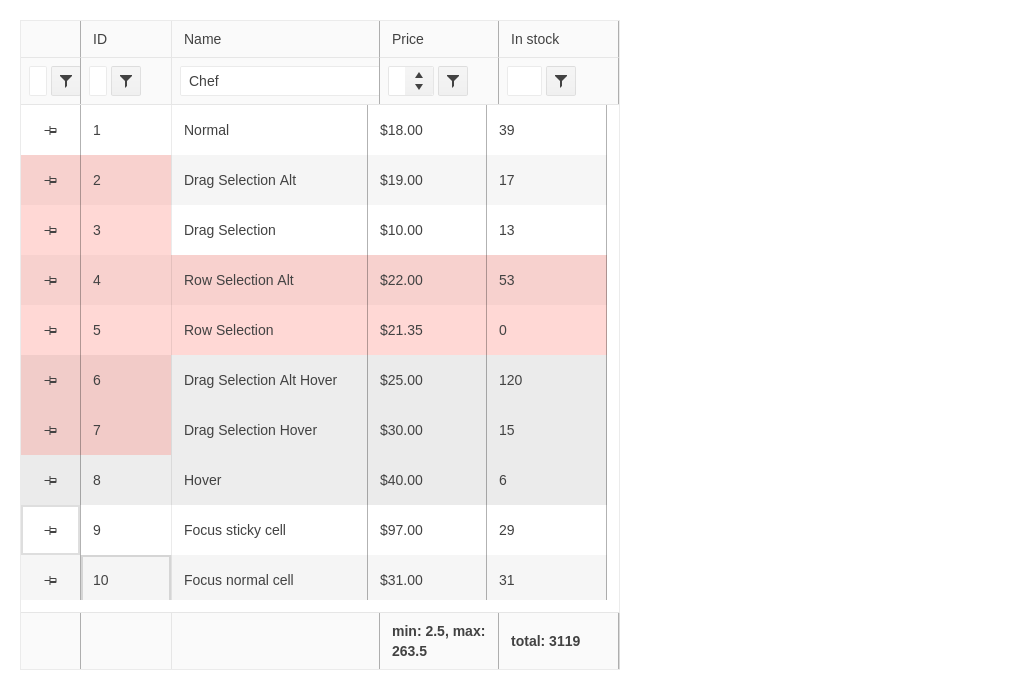 ID Name Price In stock
Chef
1 Normal $18.00 39
2 Drag Selection Alt $19.00 17
3 Drag Selection $10.00 13
4 Row Selection Alt $22.00 53
5 Row Selection $21.35 0
6 Drag Selection Alt Hover $25.00 120
7 Drag Selection Hover $30.00 15
8 Hover $40.00 6
9 Focus sticky cell $97.00 29
10 Focus normal cell $31.00 31
min: 2.5, max:
263.5
total: 3119